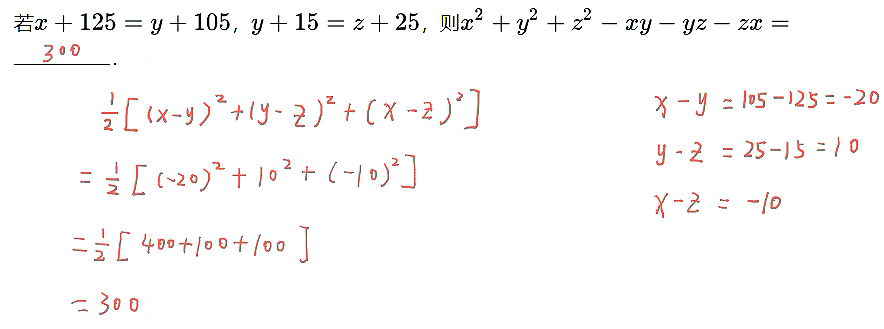 若x + 125 = y + 105, y + 15 = z + 25, 则x² + y² + z² − xy − yz − zx =
300.
½[(x-y)²+(y-z)²+(x-z)²]
= ½[(-20)²+10²+(-10)²]
= ½[400+100+100]
= 300
x-y = 105-125=-20
y-z = 25-15=10
x-z = -10